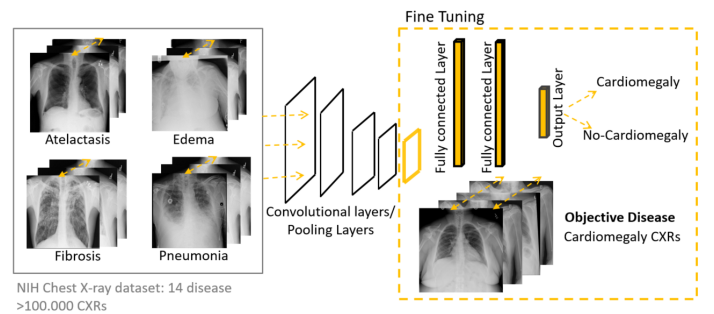 Fine Tuning
Atelactasis
Edema
Fibrosis
Pneumonia
NIH Chest X-ray dataset: 14 disease
>100.000 CXRs
Convolutional layers/
Pooling Layers
Fully connected Layer
Fully connected Layer
Output Layer
Cardiomegaly
No-Cardiomegaly
Objective Disease
Cardiomegaly CXRs